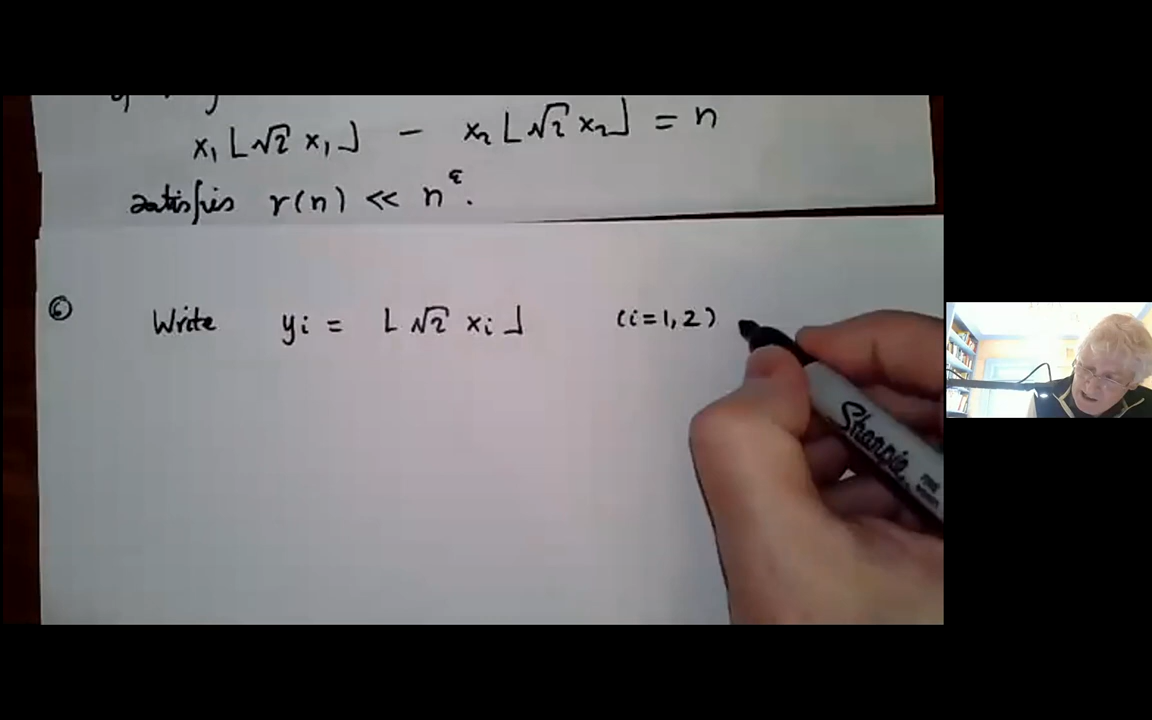 x₁ ⌊√2 x₁⌋ − x₂ ⌊√2 x₂⌋ = n
satisfies r(n) ≪ n^ε.
⑥ Write yᵢ = ⌊√2 xᵢ⌋ (i=1,2)
Sharpie